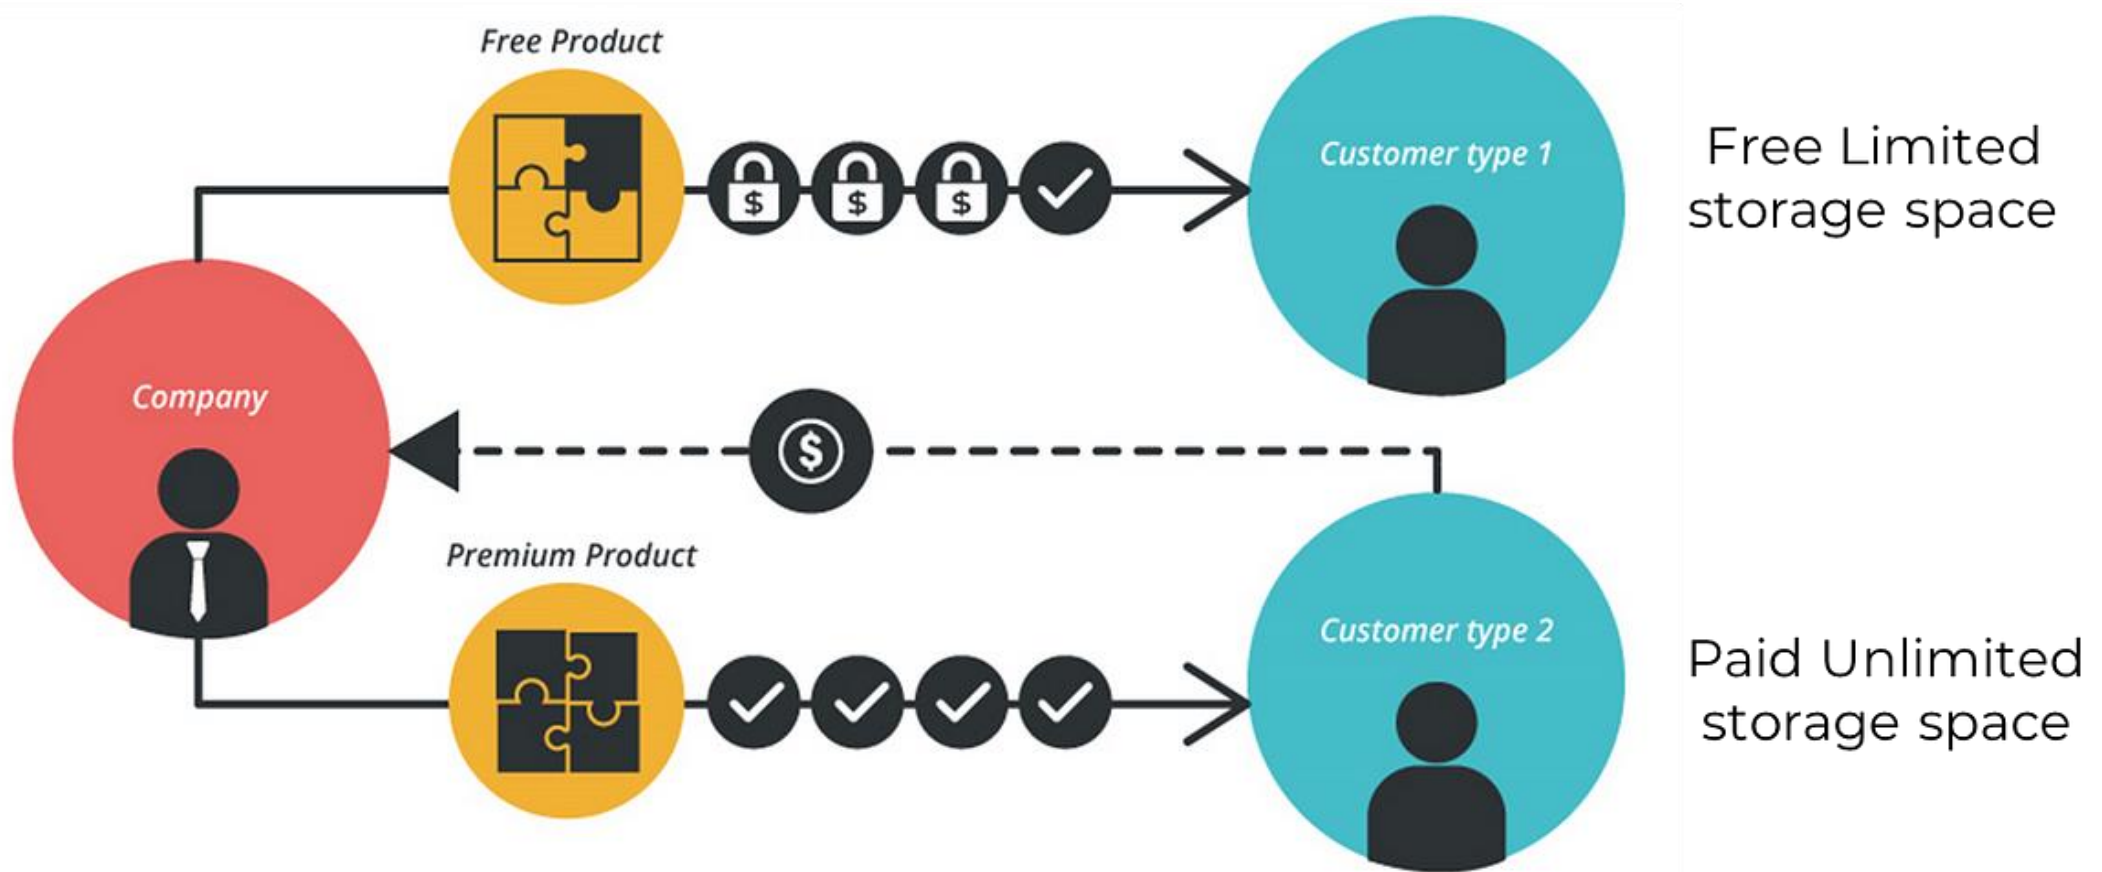 Free Product
$
$
$
Customer type 1
Free Limited
storage space
Company
$
Premium Product
Customer type 2
Paid Unlimited
storage space